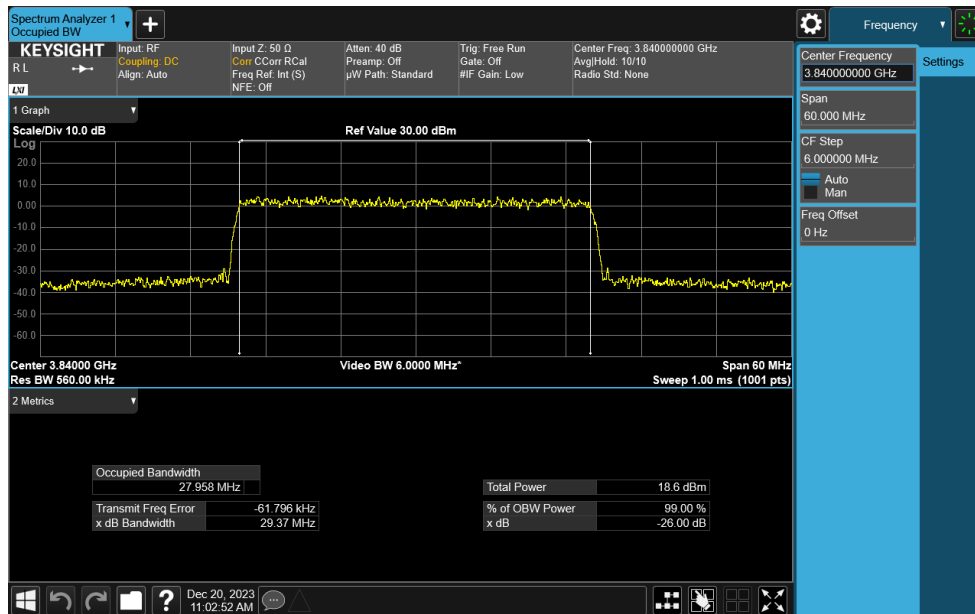 Spectrum Analyzer 1
Occupied BW
Frequency
KEYSIGHT
R L
LXI
Input: RF
Coupling: DC
Align: Auto
Input Z: 50 Ω
Corr CCorr RCal
Freq Ref: Int (S)
NFE: Off
Atten: 40 dB
Preamp: Off
µW Path: Standard
Trig: Free Run
Gate: Off
#IF Gain: Low
Center Freq: 3.840000000 GHz
Avg|Hold: 10/10
Radio Std: None
Center Frequency
3.840000000 GHz
Settings
Span
60.000 MHz
CF Step
6.000000 MHz
Auto
Man
Freq Offset
0 Hz
1 Graph
Scale/Div 10.0 dB
Ref Value 30.00 dBm
Log
20.0
10.0
0.00
-10.0
-20.0
-30.0
-40.0
-50.0
-60.0
Center 3.84000 GHz
Video BW 6.0000 MHz*
Span 60 MHz
Res BW 560.00 kHz
Sweep 1.00 ms (1001 pts)
2 Metrics
Occupied Bandwidth
27.958 MHz
Total Power 18.6 dBm
Transmit Freq Error -61.796 kHz
% of OBW Power 99.00 %
x dB Bandwidth 29.37 MHz
x dB -26.00 dB
?
Dec 20, 2023
11:02:52 AM